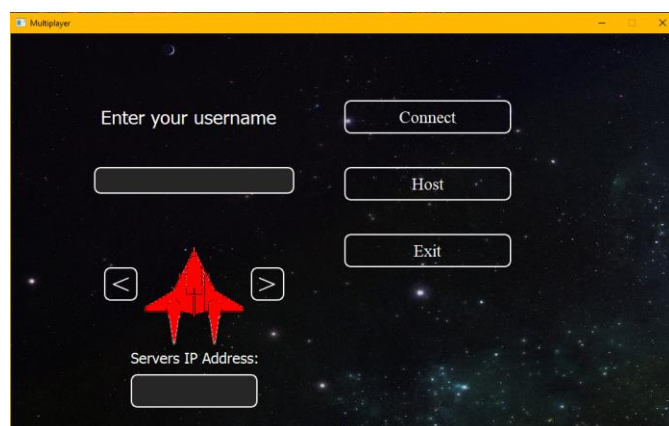 Multiplayer
Enter your username
Connect
Host
Exit
< >
Servers IP Address: